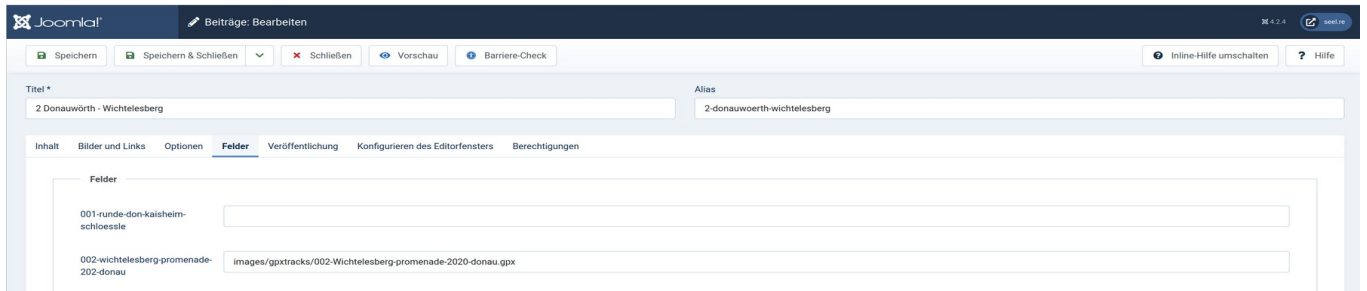 Joomla!®
Beiträge: Bearbeiten
4.2.4
seel.re
Speichern
Speichern & Schließen
Schließen
Vorschau
Barriere-Check
Inline-Hilfe umschalten
? Hilfe
Titel *
Alias
2 Donauwörth - Wichtelesberg
2-donauwoerth-wichtelesberg
Inhalt
Bilder und Links
Optionen
Felder
Veröffentlichung
Konfigurieren des Editorfensters
Berechtigungen
Felder
001-runde-don-kaisheim-
schloessle
002-wichtelesberg-promenade-
202-donau
images/gpxtracks/002-Wichtelesberg-promenade-2020-donau.gpx